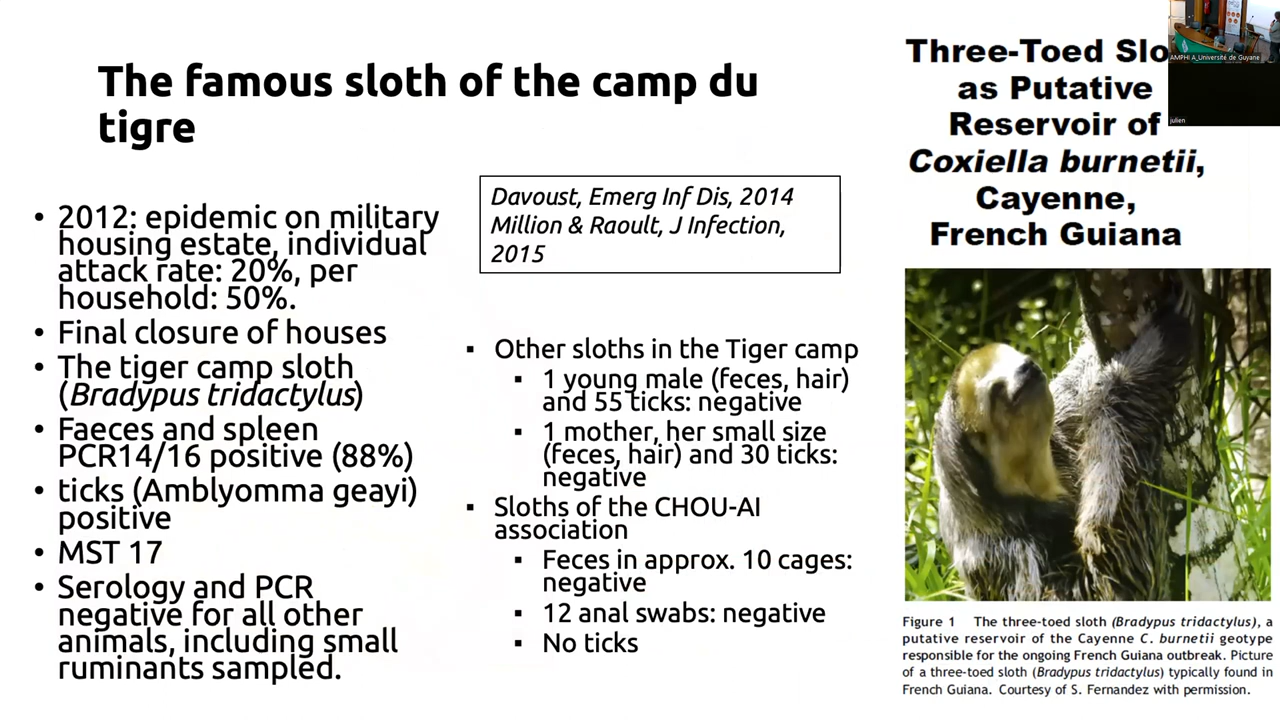 The famous sloth of the camp du
tigre
• 2012: epidemic on military
housing estate, individual
attack rate: 20%, per
household: 50%.
• Final closure of houses
• The tiger camp sloth
(Bradypus tridactylus)
• Faeces and spleen
PCR14/16 positive (88%)
• ticks (Amblyomma geayi)
positive
• MST 17
• Serology and PCR
negative for all other
animals, including small
ruminants sampled.
Davoust, Emerg Inf Dis, 2014
Million & Raoult, J Infection,
2015
▪ Other sloths in the Tiger camp
▪ 1 young male (feces, hair)
and 55 ticks: negative
▪ 1 mother, her small size
(feces, hair) and 30 ticks:
negative
▪ Sloths of the CHOU-AI
association
▪ Feces in approx. 10 cages:
negative
▪ 12 anal swabs: negative
▪ No ticks
Three-Toed Slo
as Putative
Reservoir of
Coxiella burnetii,
Cayenne,
French Guiana
Figure 1 The three-toed sloth (Bradypus tridactylus), a
putative reservoir of the Cayenne C. burnetii geotype
responsible for the ongoing French Guiana outbreak. Picture
of a three-toed sloth (Bradypus tridactylus) typically found in
French Guiana. Courtesy of S. Fernandez with permission.
AMPHI A_Université de Guyane
julien